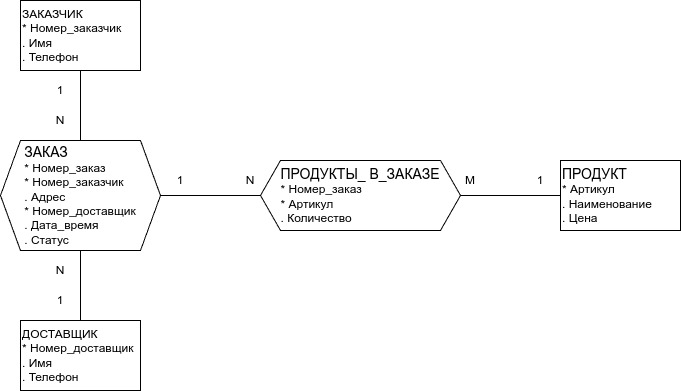 ЗАКАЗЧИК
* Номер_заказчик
. Имя
. Телефон
1
N
ЗАКАЗ
* Номер_заказ
* Номер_заказчик
. Адрес
* Номер_доставщик
. Дата_время
. Статус
1
N
ПРОДУКТЫ_ В_ЗАКАЗЕ
* Номер_заказ
* Артикул
. Количество
M
1
ПРОДУКТ
* Артикул
. Наименование
. Цена
N
1
ДОСТАВЩИК
* Номер_доставщик
. Имя
. Телефон